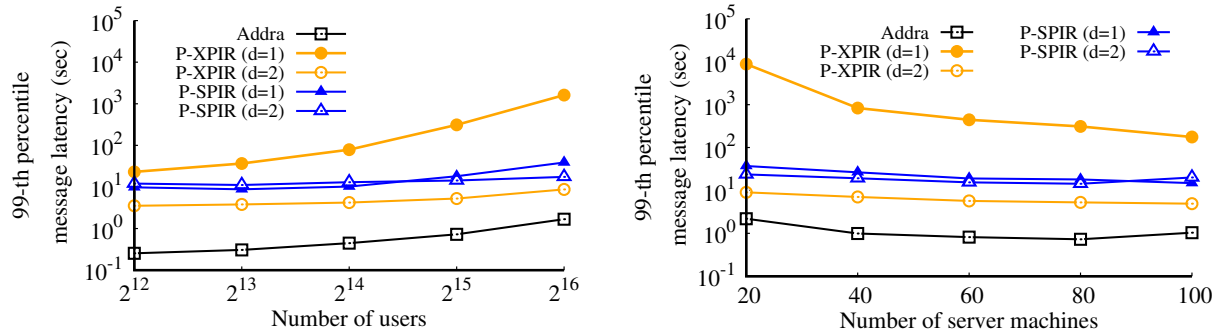 99-th percentile
message latency (sec)
10^5
10^4
10^3
10^2
10^1
10^0
10^-1
Addra
P-XPIR (d=1)
P-XPIR (d=2)
P-SPIR (d=1)
P-SPIR (d=2)
2^12 2^13 2^14 2^15 2^16
Number of users
99-th percentile
message latency (sec)
10^5
10^4
10^3
10^2
10^1
10^0
10^-1
Addra
P-XPIR (d=1)
P-XPIR (d=2)
P-SPIR (d=1)
P-SPIR (d=2)
20 40 60 80 100
Number of server machines